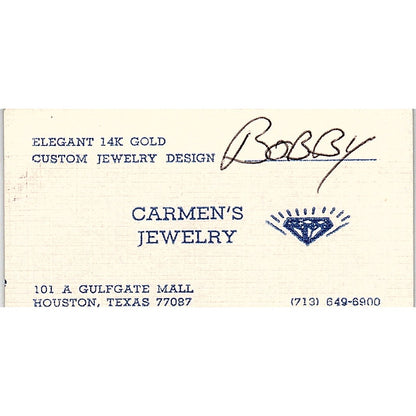 ELEGANT 14K GOLD
CUSTOM JEWELRY DESIGN BOBBY
CARMEN'S
JEWELRY
101 A GULFGATE MALL
HOUSTON, TEXAS 77087 (713) 649-6900